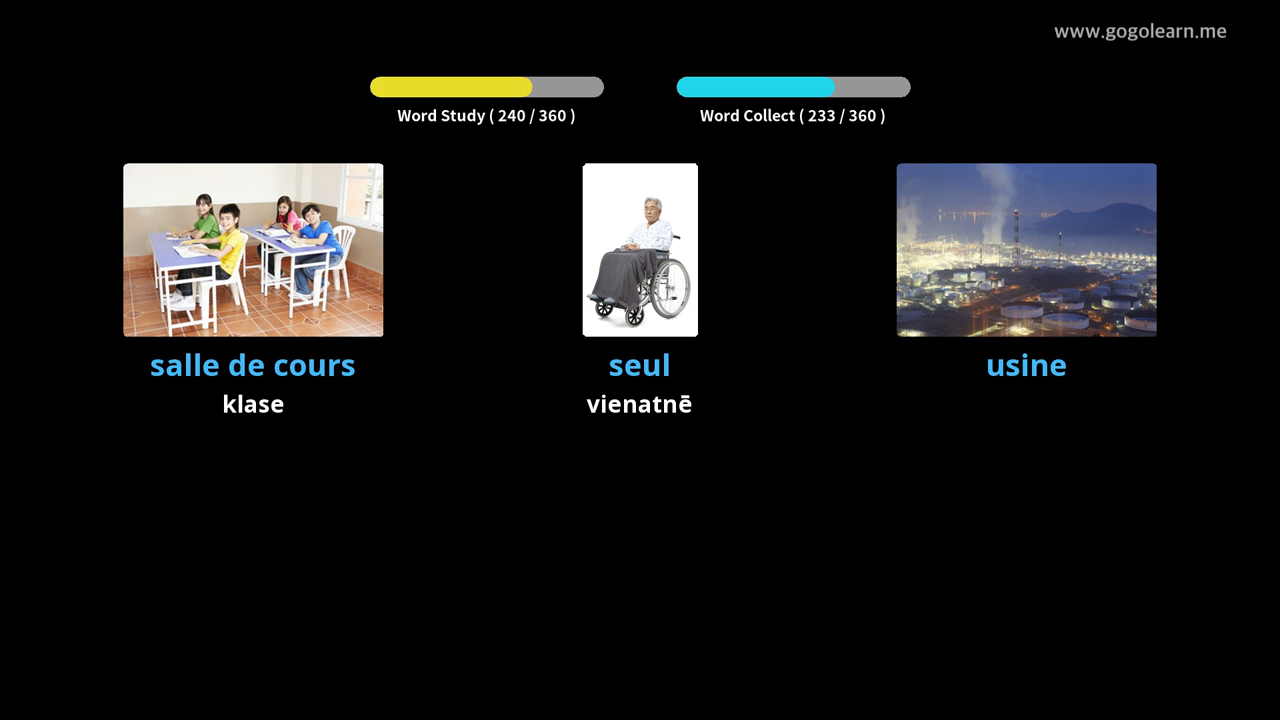 www.gogolearn.me
Word Study ( 240 / 360 )
Word Collect ( 233 / 360 )
salle de cours
klase
seul
vienatnē
usine